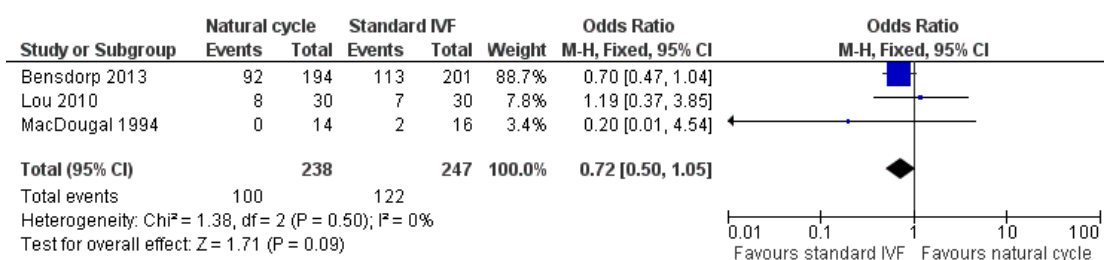 Natural cycle Standard IVF Odds Ratio Odds Ratio
Study or Subgroup Events Total Events Total Weight M-H, Fixed, 95% CI M-H, Fixed, 95% CI
Bensdorp 2013 92 194 113 201 88.7% 0.70 [0.47, 1.04]
Lou 2010 8 30 7 30 7.8% 1.19 [0.37, 3.85]
MacDougal 1994 0 14 2 16 3.4% 0.20 [0.01, 4.54]
Total (95% CI) 238 247 100.0% 0.72 [0.50, 1.05]
Total events 100 122
Heterogeneity: Chi² = 1.38, df = 2 (P = 0.50); I² = 0%
Test for overall effect: Z = 1.71 (P = 0.09)
0.01 0.1 1 10 100
Favours standard IVF Favours natural cycle